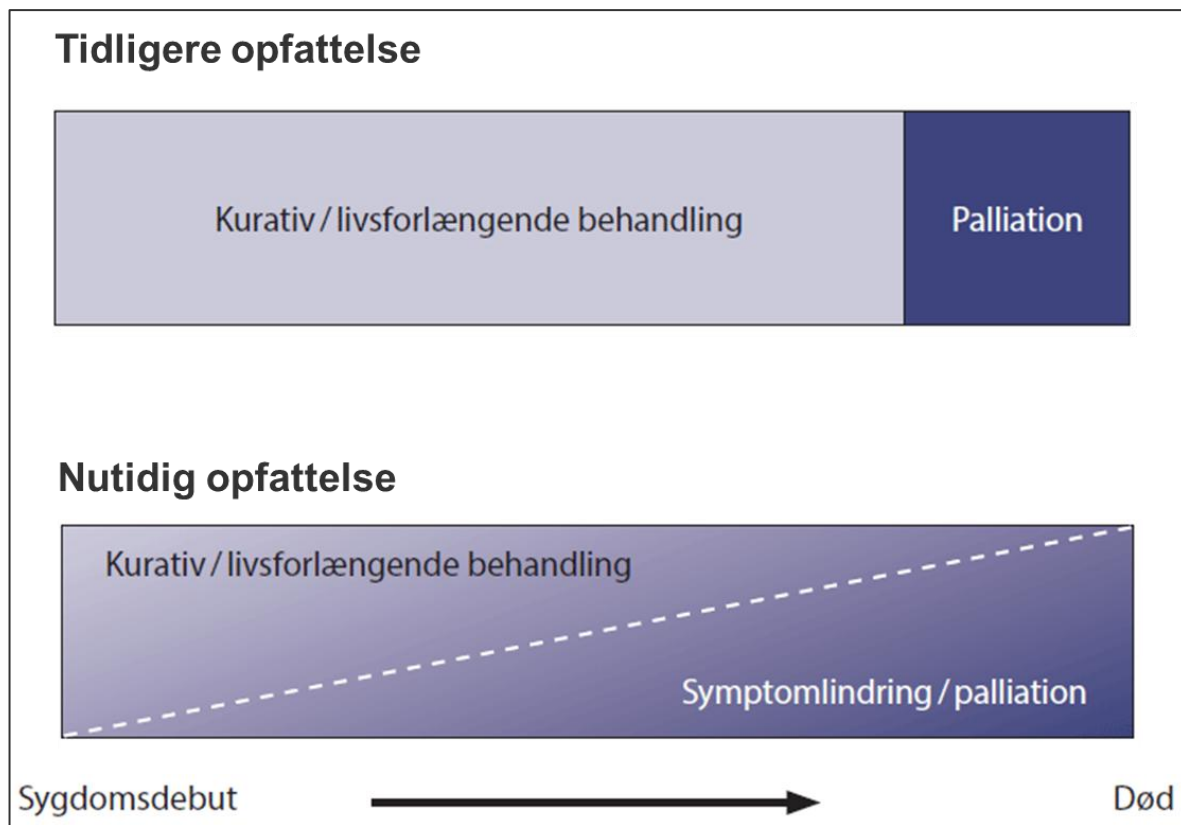 Tidligere opfattelse
Kurativ / livsforlængende behandling
Palliation
Nutidig opfattelse
Kurativ / livsforlængende behandling
Symptomlindring / palliation
Sygdomsdebut
Død